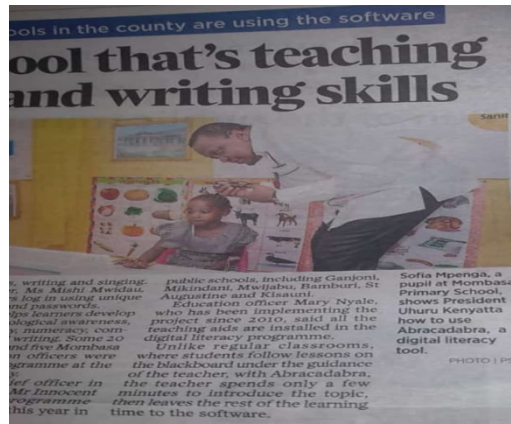 ools in the county are using the software
ool that's teaching
and writing skills
s, writing and singing.
r, Ms Mishi Mwidau.
s log in using unique
nd passwords.
lps learners develop
ological awareness,
y, numeracy, com-
writing. Some 20
nd five Mombasa
n officers were
ogramme at the
y.
ief officer in
Mr Innocent
rogramme
his year in
public schools, including Ganjoni,
Mikindani, Mwijabu, Bamburi, St
Augustine and Kisauni.
Education officer Mary Nyale,
who has been implementing the
project since 2010, said all the
teaching aids are installed in the
digital literacy programme.
Unlike regular classrooms,
where students follow lessons on
the blackboard under the guidance
of the teacher, with Abracadabra,
the teacher spends only a few
minutes to introduce the topic,
then leaves the rest of the learning
time to the software.
Sofia Mpenga, a
pupil at Mombasa
Primary School,
shows President
Uhuru Kenyatta
how to use
Abracadabra, a
digital literacy
tool.
PHOTO | PS